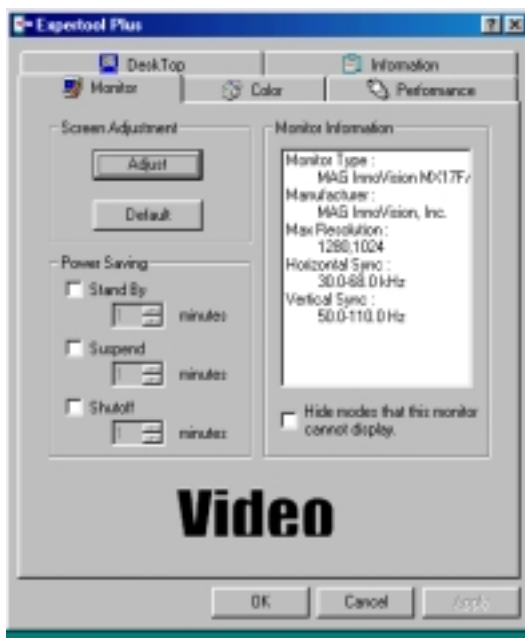 Expertool Plus
DeskTop
Information
Monitor
Color
Performance
Screen Adjustment
Adjust
Default
Power Saving
Stand By
1 minutes
Suspend
1 minutes
Shutoff
1 minutes
Monitor Information
Monitor Type :
MAG InnoVision MX17F/
Manufacturer :
MAG InnoVision, Inc.
Max Resolution :
1280,1024
Horizontal Sync :
30.0-68.0 kHz
Vertical Sync :
50.0-110.0 Hz
Hide modes that this monitor
cannot display.
Video
OK
Cancel
Apply